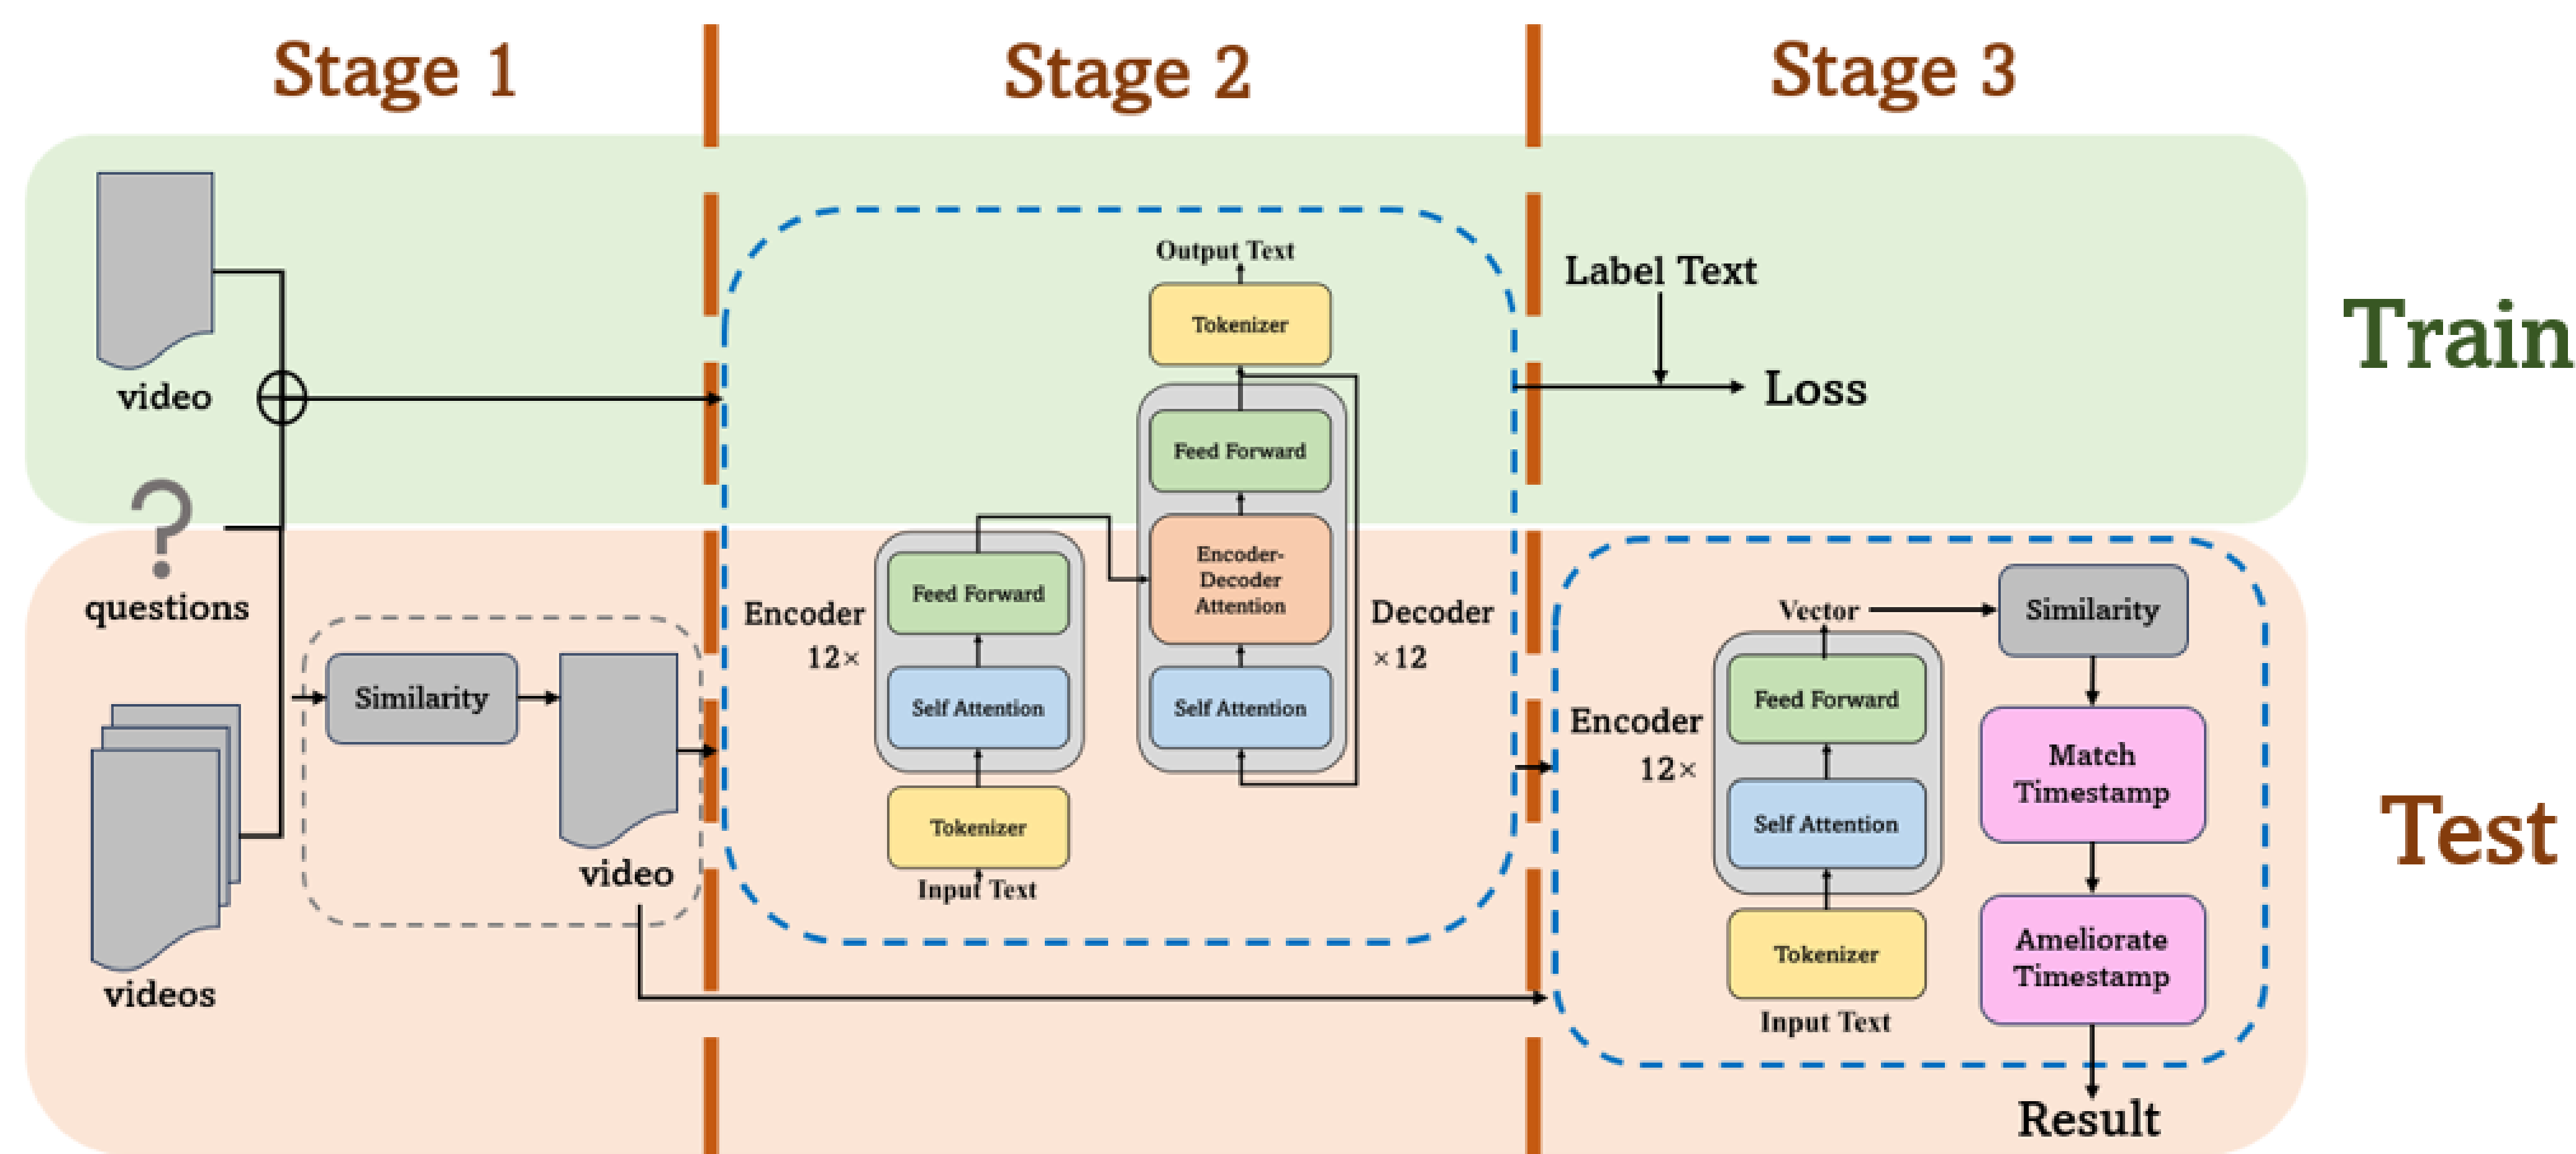 Stage 1
Stage 2
Stage 3
video
questions
videos
Similarity
video
Output Text
Tokenizer
Feed Forward
Encoder-
Decoder
Attention
Self Attention
Decoder
×12
Encoder
12×
Feed Forward
Self Attention
Tokenizer
Input Text
Label Text
Loss
Train
Vector
Similarity
Encoder
12×
Feed Forward
Self Attention
Tokenizer
Input Text
Match
Timestamp
Ameliorate
Timestamp
Result
Test
?